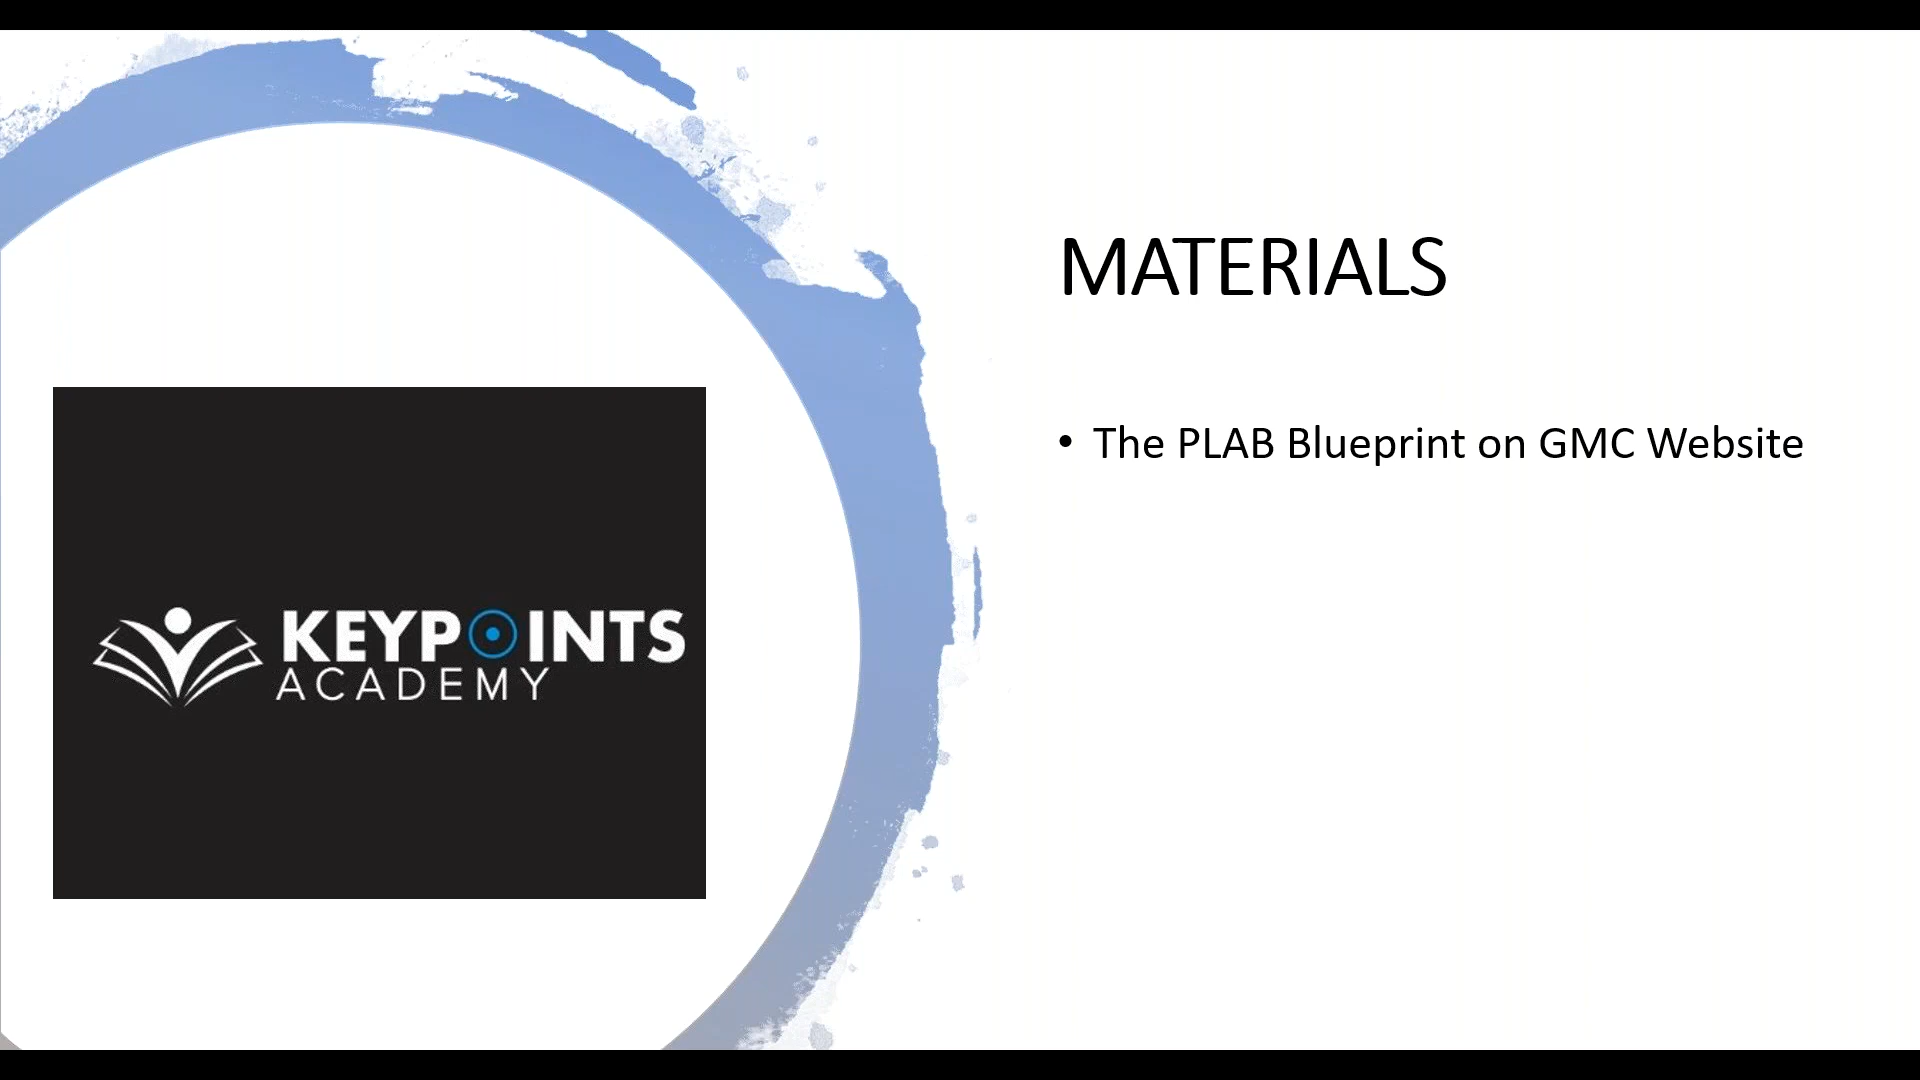 MATERIALS
• The PLAB Blueprint on GMC Website
KEYPOINTS
ACADEMY